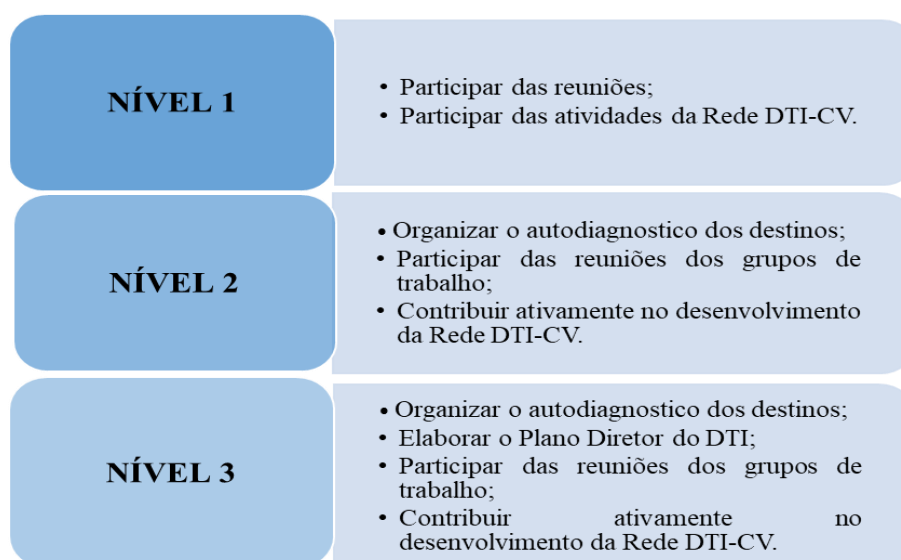 NÍVEL 1
• Participar das reuniões;
• Participar das atividades da Rede DTI-CV.
NÍVEL 2
• Organizar o autodiagnostico dos destinos;
• Participar das reuniões dos grupos de
trabalho;
• Contribuir ativamente no desenvolvimento
da Rede DTI-CV.
NÍVEL 3
• Organizar o autodiagnostico dos destinos;
• Elaborar o Plano Diretor do DTI;
• Participar das reuniões dos grupos de
trabalho;
• Contribuir ativamente no
desenvolvimento da Rede DTI-CV.